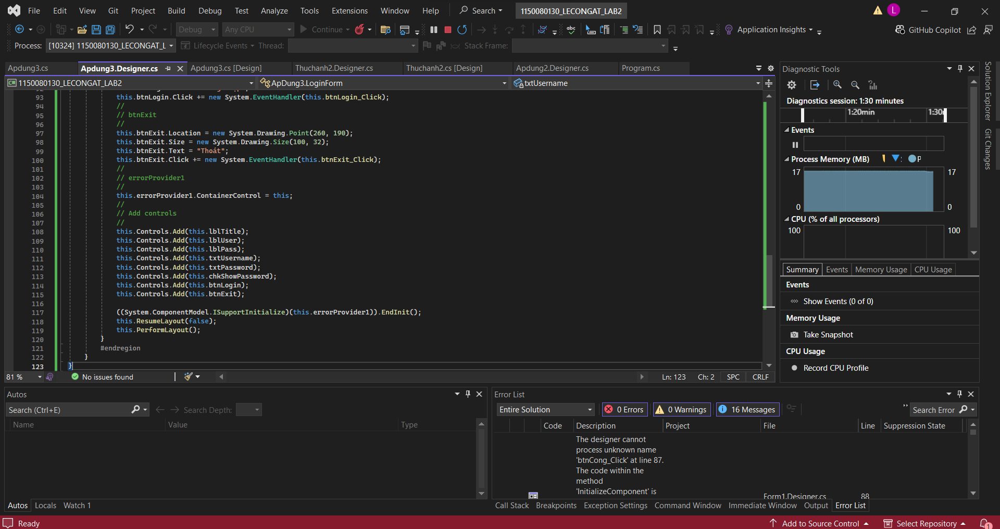 File Edit View Git Project Build Debug Test Analyze Tools Extensions Window Help Search 1150080130_LECONGAT_LAB2 L
Debug Any CPU Continue Application Insights GitHub Copilot
Process: [10324] 1150080130_LECONGAT_L Lifecycle Events Thread: Stack Frame:
Apdung3.cs Apdung3.Designer.cs Apdung3.cs [Design] Thuchanh2.Designer.cs Thuchanh2.cs [Design] Apdung2.Designer.cs Program.cs
1150080130_LECONGAT_LAB2 ApDung3.LoginForm txtUsername
93 this.btnLogin.Click += new System.EventHandler(this.btnLogin_Click);
94 //
95 // btnExit
96 //
97 this.btnExit.Location = new System.Drawing.Point(260, 190);
98 this.btnExit.Size = new System.Drawing.Size(100, 32);
99 this.btnExit.Text = "Thoát";
100 this.btnExit.Click += new System.EventHandler(this.btnExit_Click);
101 //
102 // errorProvider1
103 //
104 this.errorProvider1.ContainerControl = this;
105 //
106 // Add controls
107 //
108 this.Controls.Add(this.lblTitle);
109 this.Controls.Add(this.lblUser);
110 this.Controls.Add(this.lblPass);
111 this.Controls.Add(this.txtUsername);
112 this.Controls.Add(this.txtPassword);
113 this.Controls.Add(this.chkShowPassword);
114 this.Controls.Add(this.btnLogin);
115 this.Controls.Add(this.btnExit);
116
117 ((System.ComponentModel.ISupportInitialize)(this.errorProvider1)).EndInit();
118 this.ResumeLayout(false);
119 this.PerformLayout();
120 }
121 #endregion
122 }
123 }
81 % No issues found Ln: 123 Ch: 2 SPC CRLF
Diagnostic Tools
Diagnostics session: 1:30 minutes
1:20min 1:30
Events
Process Memory (MB) P
17 17
0 0
CPU (% of all processors)
100 100
Summary Events Memory Usage CPU Usage
Events
Show Events (0 of 0)
Memory Usage
Take Snapshot
CPU Usage
Record CPU Profile
Solution Explorer
Git Changes
Autos
Search (Ctrl+E) Search Depth:
Name Value Type
Autos Locals Watch 1
Error List
Entire Solution 0 Errors 0 Warnings 16 Messages Search Error
Code Description Project File Line Suppression State
The designer cannot
process unknown name
'btnCong_Click' at line 87.
The code within the
method
'InitializeComponent' is
Form1.Designer.cs 88
Call Stack Breakpoints Exception Settings Command Window Immediate Window Output Error List
Ready Add to Source Control Select Repository 1